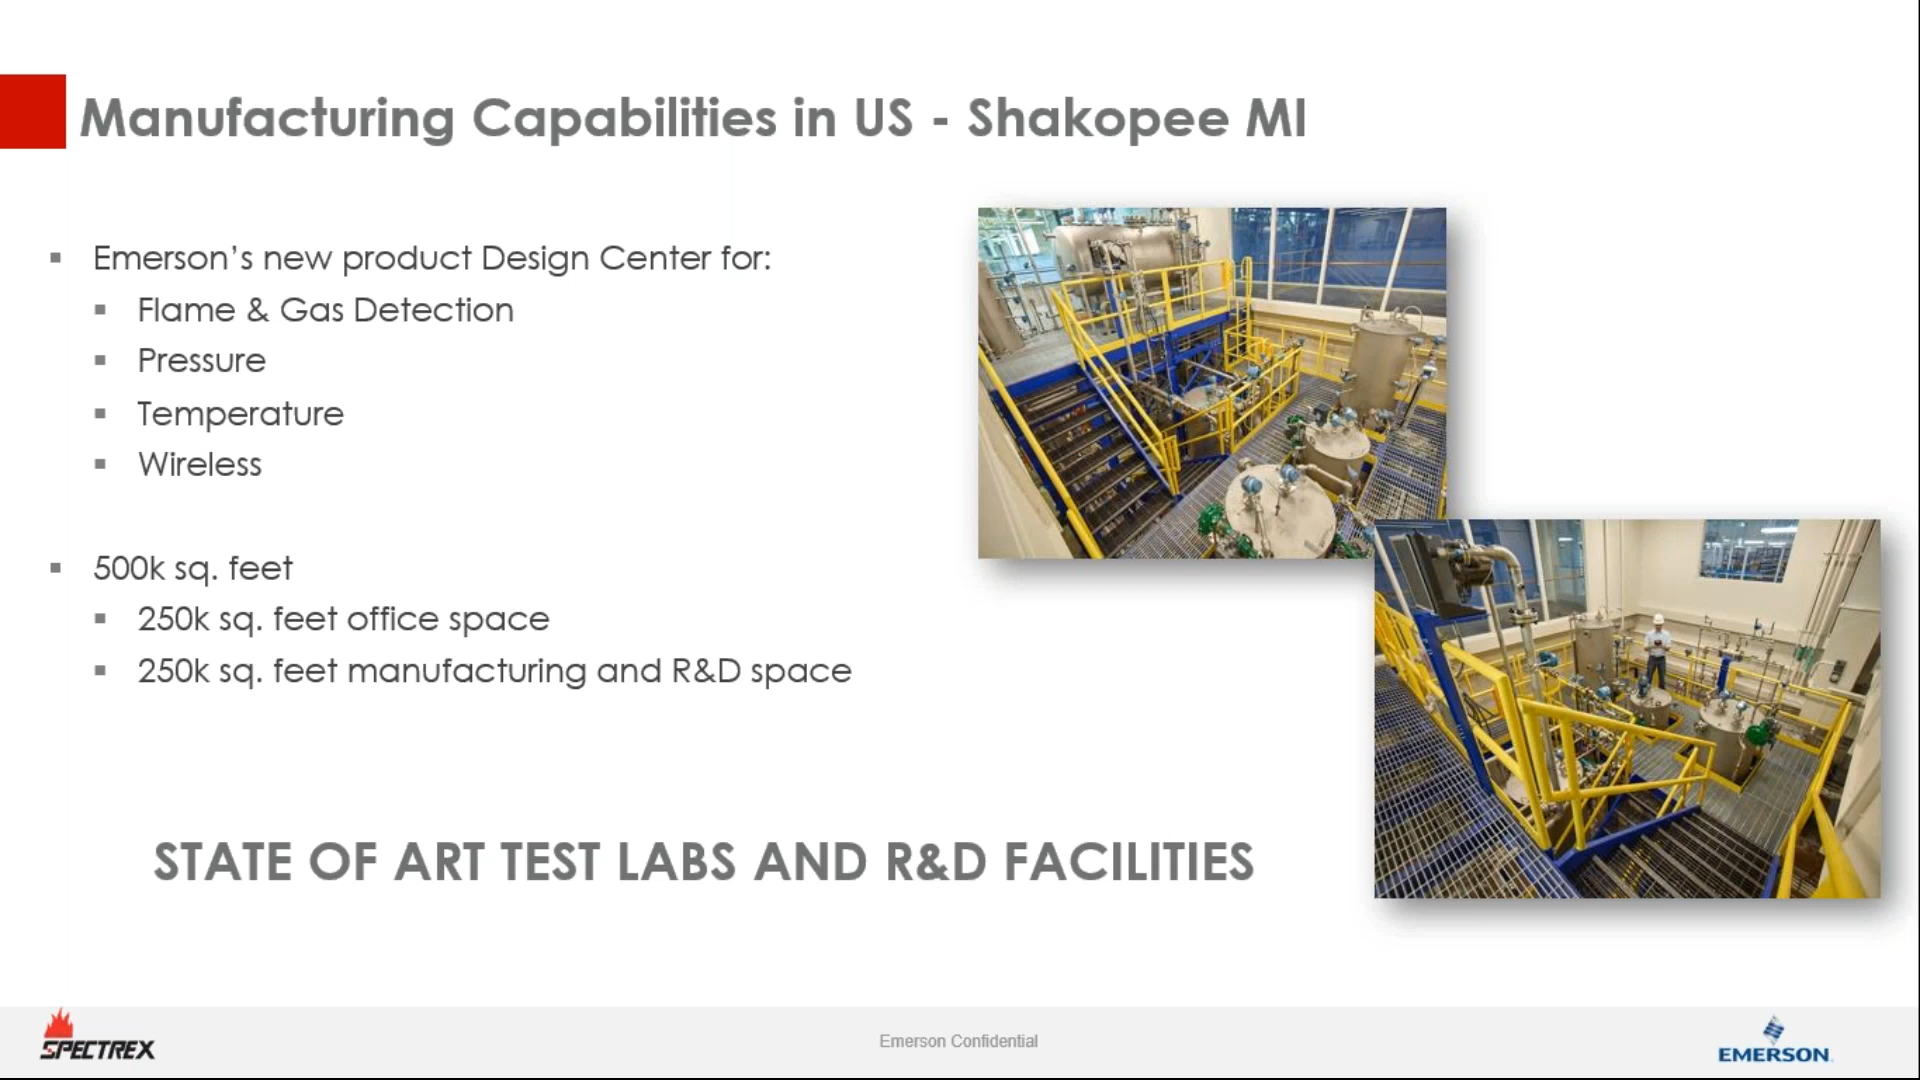 Manufacturing Capabilities in US - Shakopee MI
Emerson’s new product Design Center for:
Flame & Gas Detection
Pressure
Temperature
Wireless
500k sq. feet
250k sq. feet office space
250k sq. feet manufacturing and R&D space
STATE OF ART TEST LABS AND R&D FACILITIES
SPECTREX
Emerson Confidential
EMERSON